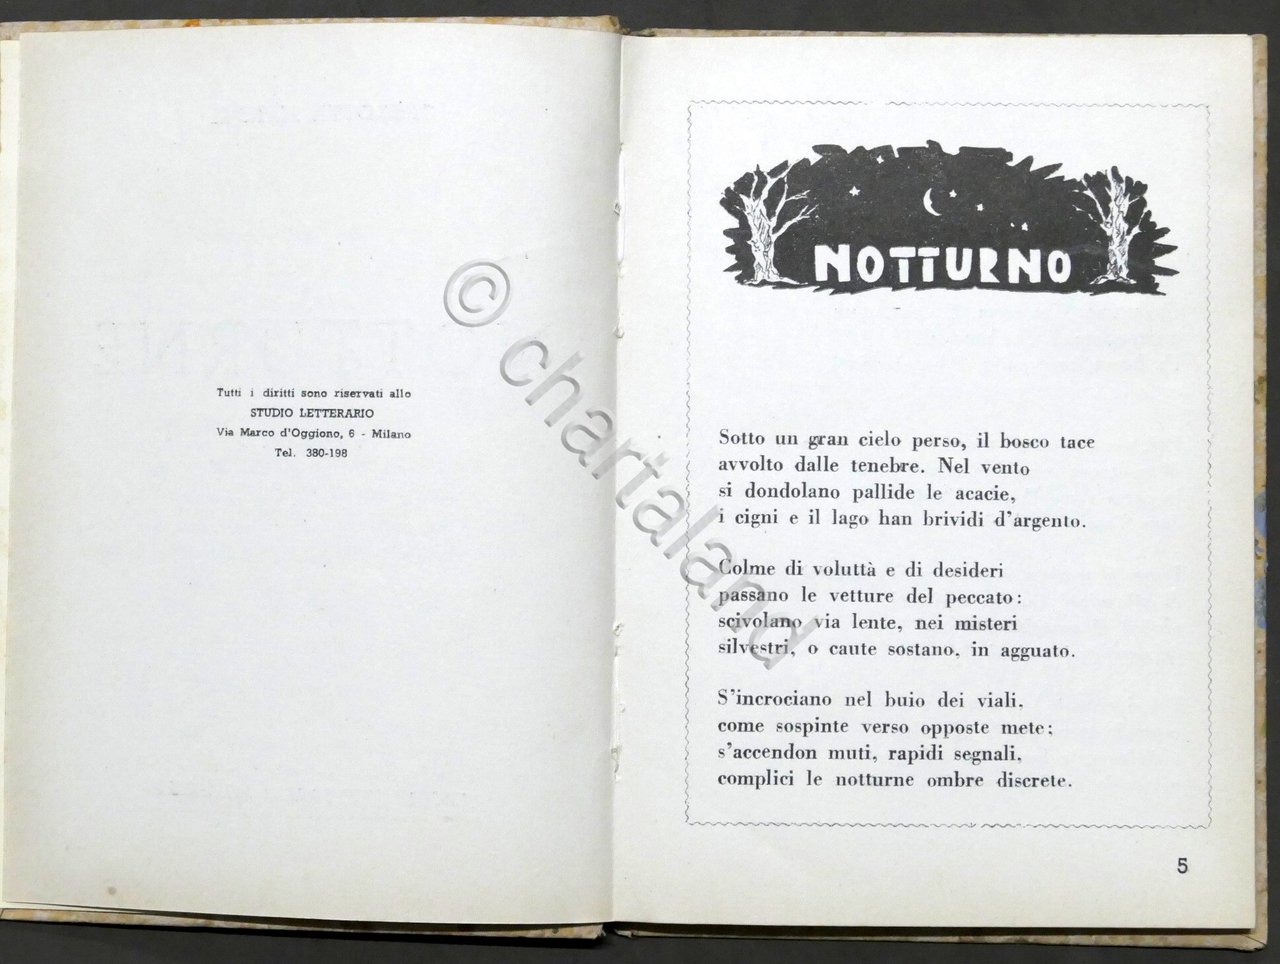 Tutti i diritti sono riservati allo
STUDIO LETTERARIO
Via Marco d'Oggiono, 6 - Milano
Tel. 380-198
NOTTURNO
Sotto un gran cielo perso, il bosco tace
avvolto dalle tenebre. Nel vento
si dondolano pallide le acacie,
i cigni e il lago han brividi d'argento.
Colme di voluttà e di desideri
passano le vetture del peccato:
scivolano via lente, nei misteri
silvestri, o caute sostano, in agguato.
S'incrociano nel buio dei viali,
come sospinte verso opposte mete;
s'accendon muti, rapidi segnali,
complici le notturne ombre discrete.
5
© chartaland